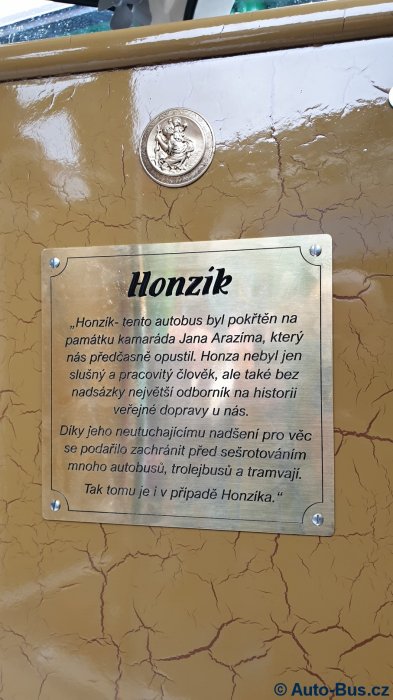 Honzík
„Honzík- tento autobus byl pokřtěn na
památku kamaráda Jana Arazima, který
nás předčasně opustil. Honza nebyl jen
slušný a pracovitý člověk, ale také bez
nadsázky největší odborník na historii
veřejné dopravy u nás.
Díky jeho neutuchajícímu nadšení pro věc
se podařilo zachránit před sešrotováním
mnoho autobusů, trolejbusů a tramvají.
Tak tomu je i v případě Honzíka.“
© Auto-Bus.cz